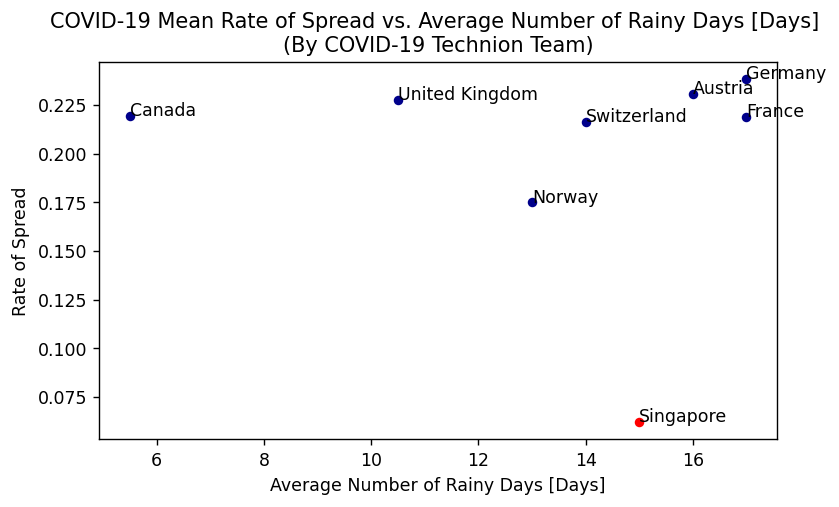 COVID-19 Mean Rate of Spread vs. Average Number of Rainy Days [Days]
(By COVID-19 Technion Team)
Germany
Austria
United Kingdom
Canada
France
Switzerland
Norway
Singapore
Rate of Spread
0.225
0.200
0.175
0.150
0.125
0.100
0.075
6 8 10 12 14 16
Average Number of Rainy Days [Days]